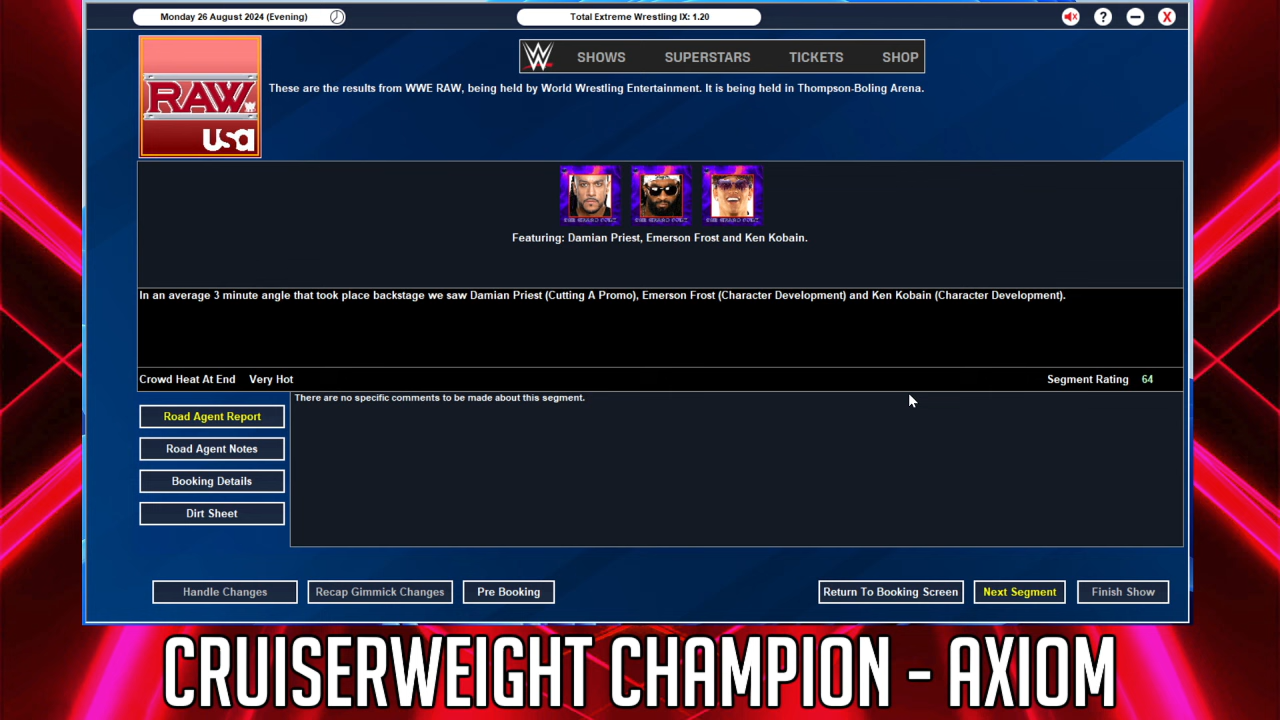 Monday 26 August 2024 (Evening)
Total Extreme Wrestling IX: 1.20
?
X
SHOWS
SUPERSTARS
TICKETS
SHOP
RAW
usa
These are the results from WWE RAW, being held by World Wrestling Entertainment. It is being held in Thompson-Boling Arena.
Featuring: Damian Priest, Emerson Frost and Ken Kobain.
In an average 3 minute angle that took place backstage we saw Damian Priest (Cutting A Promo), Emerson Frost (Character Development) and Ken Kobain (Character Development).
Crowd Heat At End Very Hot
Segment Rating 64
Road Agent Report
There are no specific comments to be made about this segment.
Road Agent Notes
Booking Details
Dirt Sheet
Handle Changes
Recap Gimmick Changes
Pre Booking
Return To Booking Screen
Next Segment
Finish Show
CRUISERWEIGHT CHAMPION - AXIOM